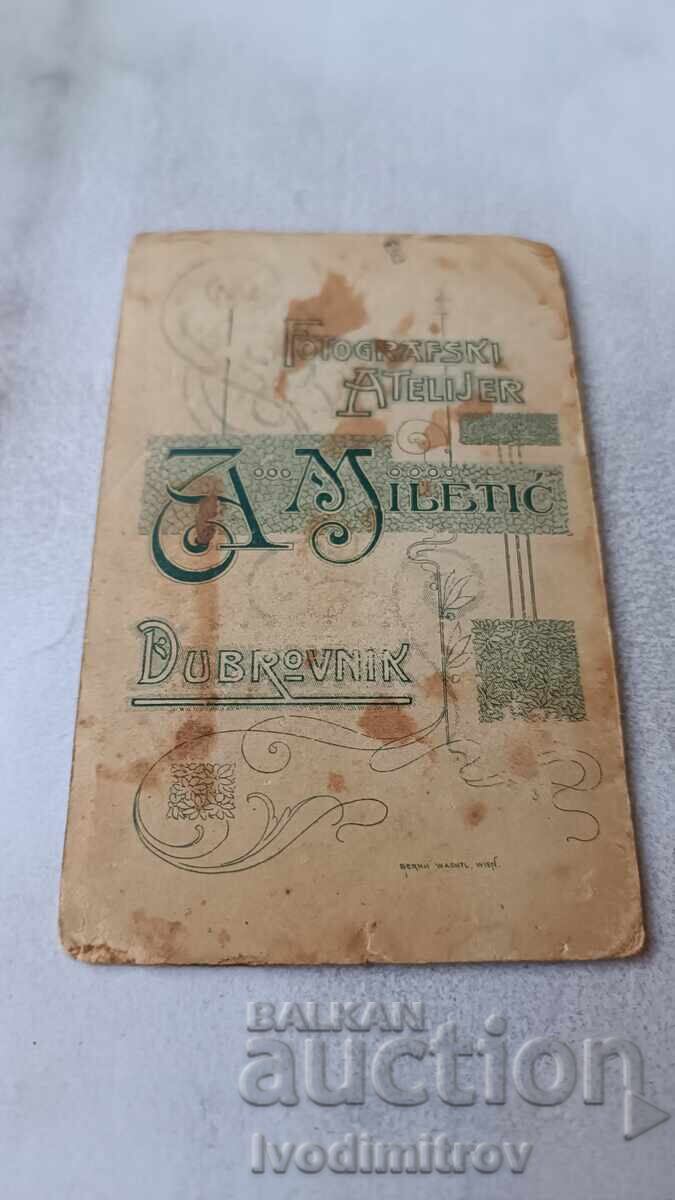 FOTOGRAFSKI
ATELIJER
A MILETIĆ
DUBROVNIK
BERNH WACHTL, WIEN.
BALKAN
auction
Ivodimitrov